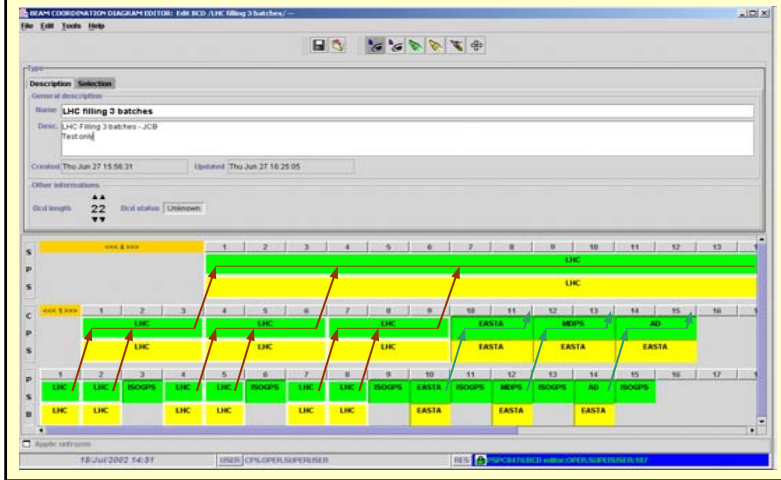 BEAM COORDINATION DIAGRAM EDITOR: Edit BCD /LHC filling 3 batches/ ---
File Edit Tools Help
Type
Description Selection
General description
Name LHC filling 3 batches
Desc. LHC Filling 3 batches - JCB
Test only
Created Thu Jun 27 15:56:31 Updated Thu Jun 27 16:25:05
Other informations
Bcd length 22 Bcd status Unknown
S <<< 4 >>> 1 2 3 4 5 6 7 8 9 10 11 12 13 1
P LHC
S LHC
C <<< 1 >>> 1 2 3 4 5 6 7 8 9 10 11 12 13 14 15 16 1
P LHC LHC LHC EASTA MDPS AD
S LHC LHC LHC EASTA EASTA EASTA
P 1 2 3 4 5 6 7 8 9 10 11 12 13 14 15 16 17 1
S LHC LHC ISOGPS LHC LHC ISOGPS LHC LHC ISOGPS EASTA ISOGPS MDPS ISOGPS AD ISOGPS
B LHC LHC LHC LHC LHC LHC EASTA EASTA EASTA
18/Jul/2002 14:31 USER CPS.OPER.SUPERUSER RES